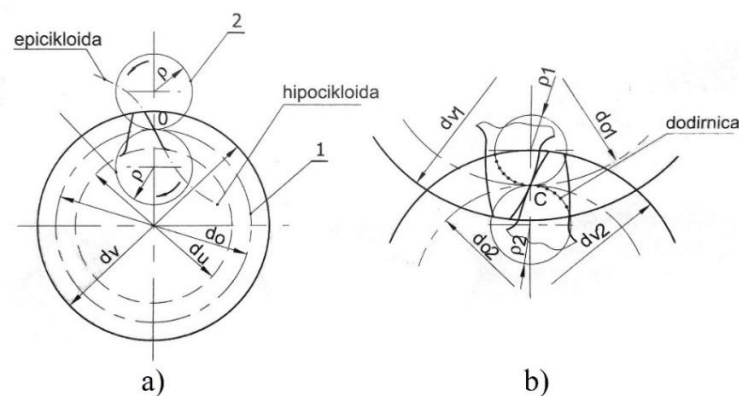 2
epicikloida
ρ
hipocikloida
0
1
ρ
do
du
dv
a)
ρ1
dv1
do1
dodirnica
C
do2
ρ2
dv2
b)